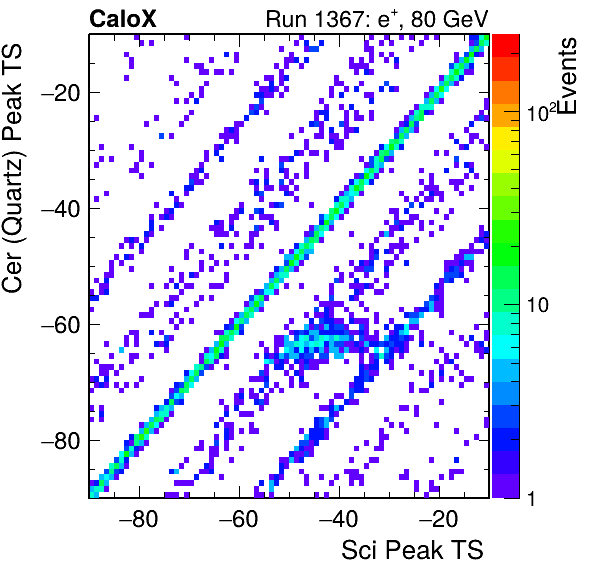 CaloX Run 1367: e⁺, 80 GeV
Cer (Quartz) Peak TS
−20
−40
−60
−80
−80 −60 −40 −20
Sci Peak TS
Events
10²
10
1